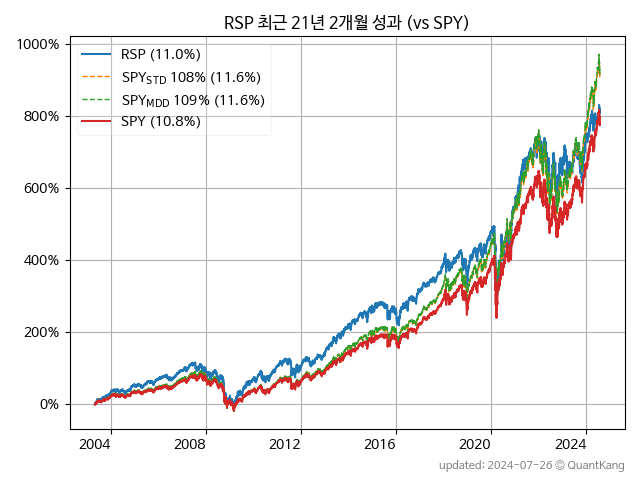 RSP 최근 21년 2개월 성과 (vs SPY)
1000%
800%
600%
400%
200%
0%
RSP (11.0%)
SPY_STD 108% (11.6%)
SPY_MDD 109% (11.6%)
SPY (10.8%)
2004 2008 2012 2016 2020 2024
updated: 2024-07-26 © QuantKang